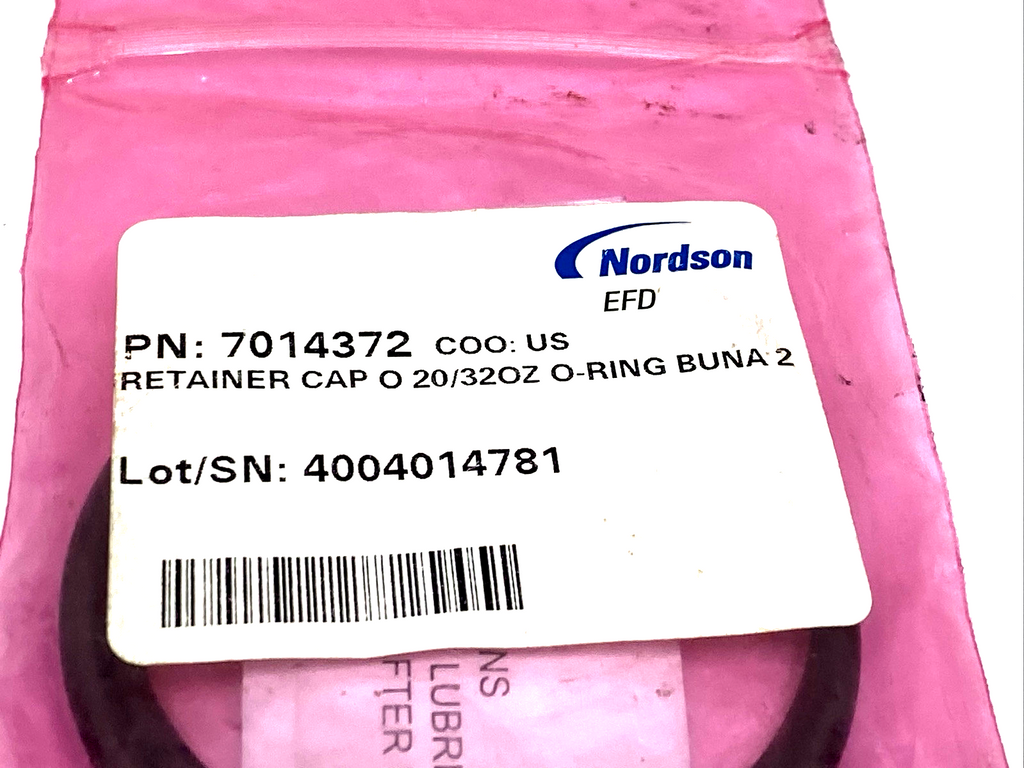 Nordson
EFD
PN: 7014372 COO: US
RETAINER CAP O 20/32OZ O-RING BUNA 2
Lot/SN: 4004014781
NS
LUBRI
FTER